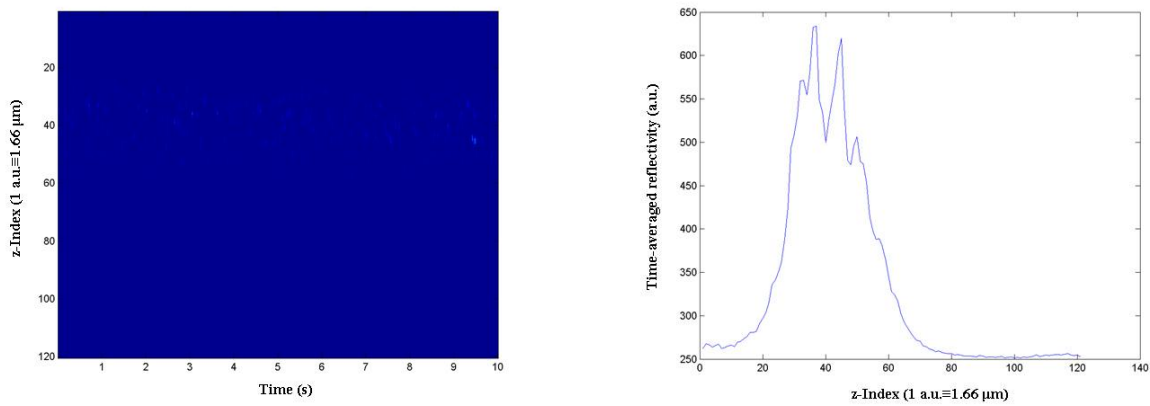 20
40
60
80
100
120
z-Index (1 a.u.≡1.66 μm)
1 2 3 4 5 6 7 8 9 10
Time (s)
650
600
550
500
450
400
350
300
250
Time-averaged reflectivity (a.u.)
0 20 40 60 80 100 120 140
z-Index (1 a.u.≡1.66 μm)